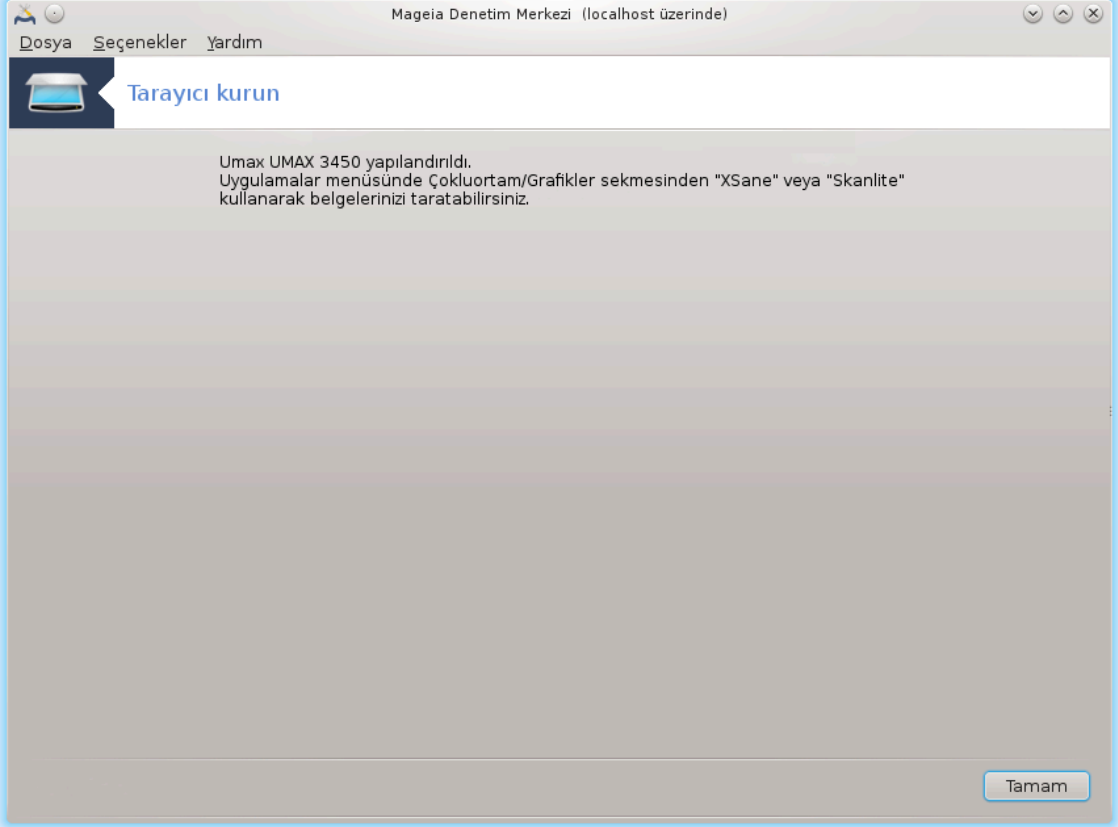 Mageia Denetim Merkezi (localhost üzerinde)
Dosya Seçenekler Yardım
Tarayıcı kurun
Umax UMAX 3450 yapılandırıldı.
Uygulamalar menüsünde Çokluortam/Grafikler sekmesinden "XSane" veya "Skanlite"
kullanarak belgelerinizi taratabilirsiniz.
Tamam